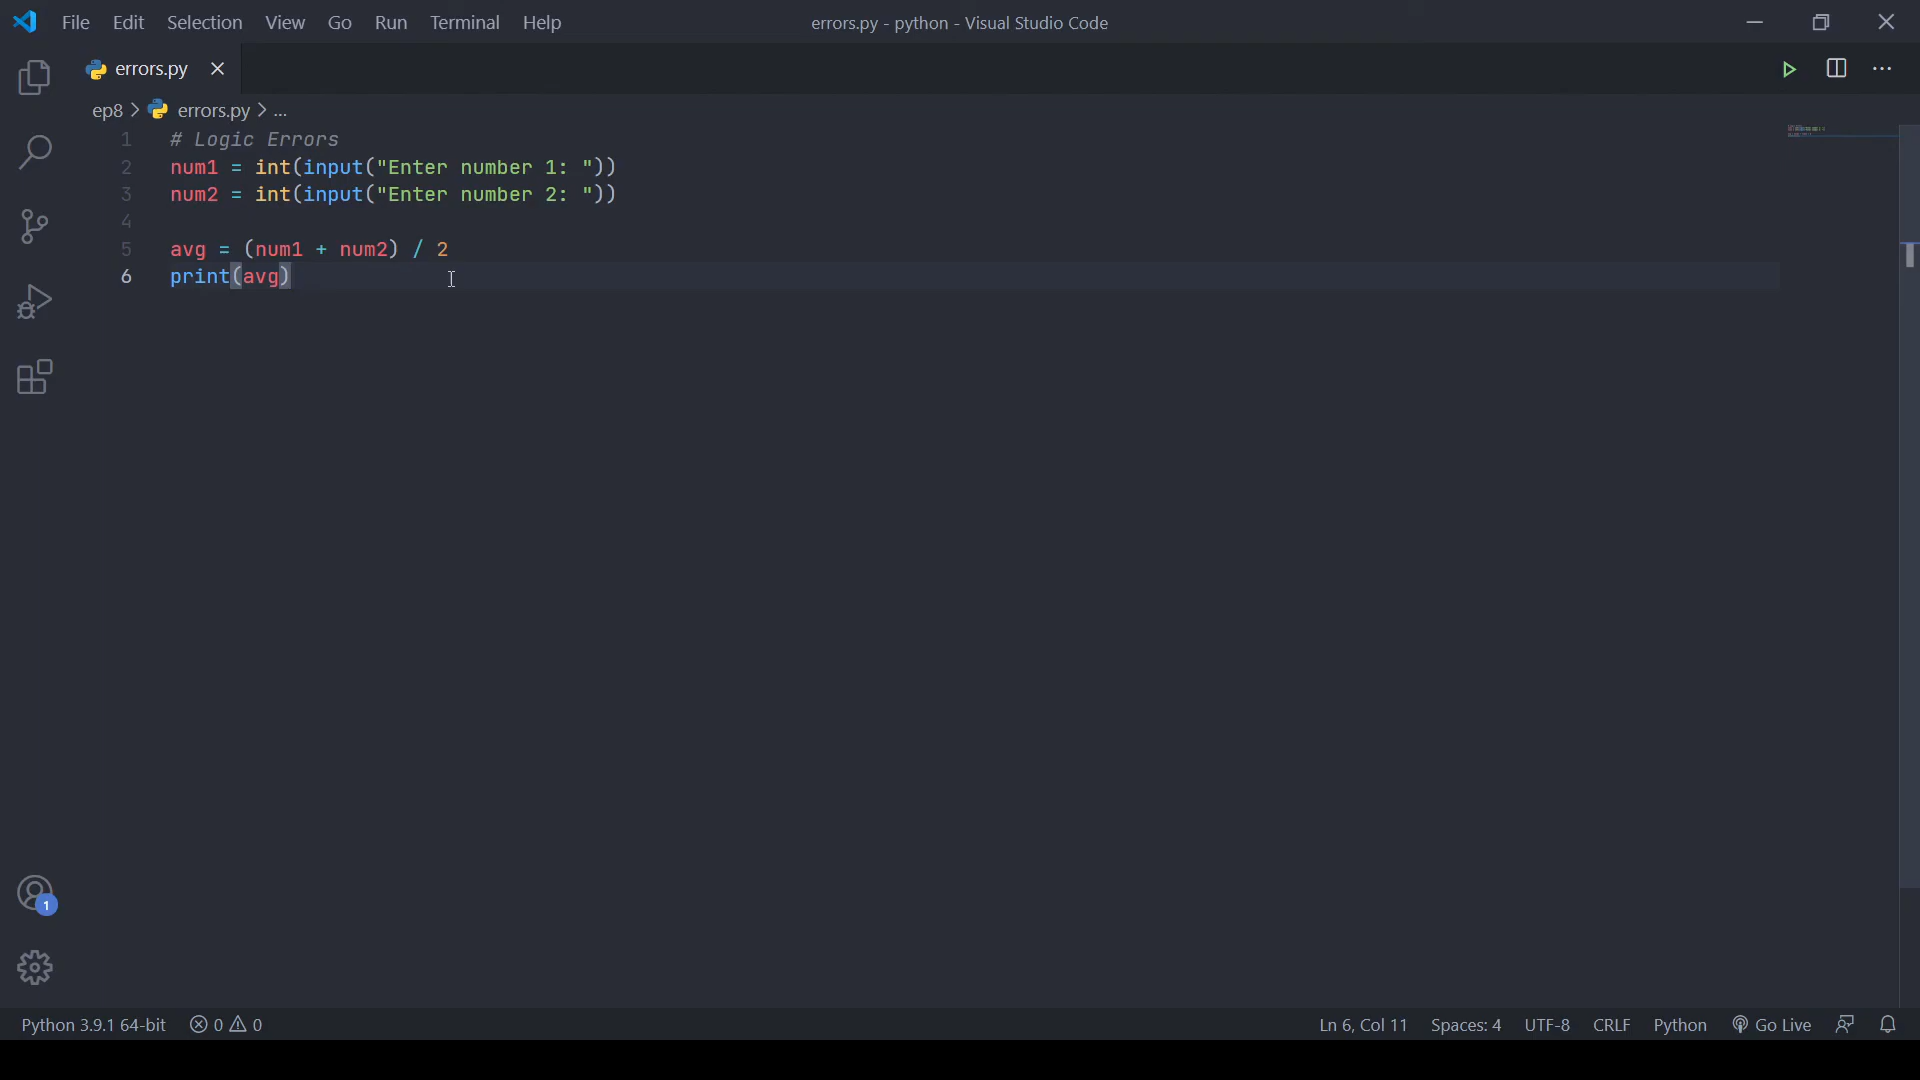 File Edit Selection View Go Run Terminal Help errors.py - python - Visual Studio Code
errors.py
ep8 > errors.py > ...
1 # Logic Errors
2 num1 = int(input("Enter number 1: "))
3 num2 = int(input("Enter number 2: "))
4
5 avg = (num1 + num2) / 2
6 print(avg)
1
Python 3.9.1 64-bit 0 0 Ln 6, Col 11 Spaces: 4 UTF-8 CRLF Python Go Live